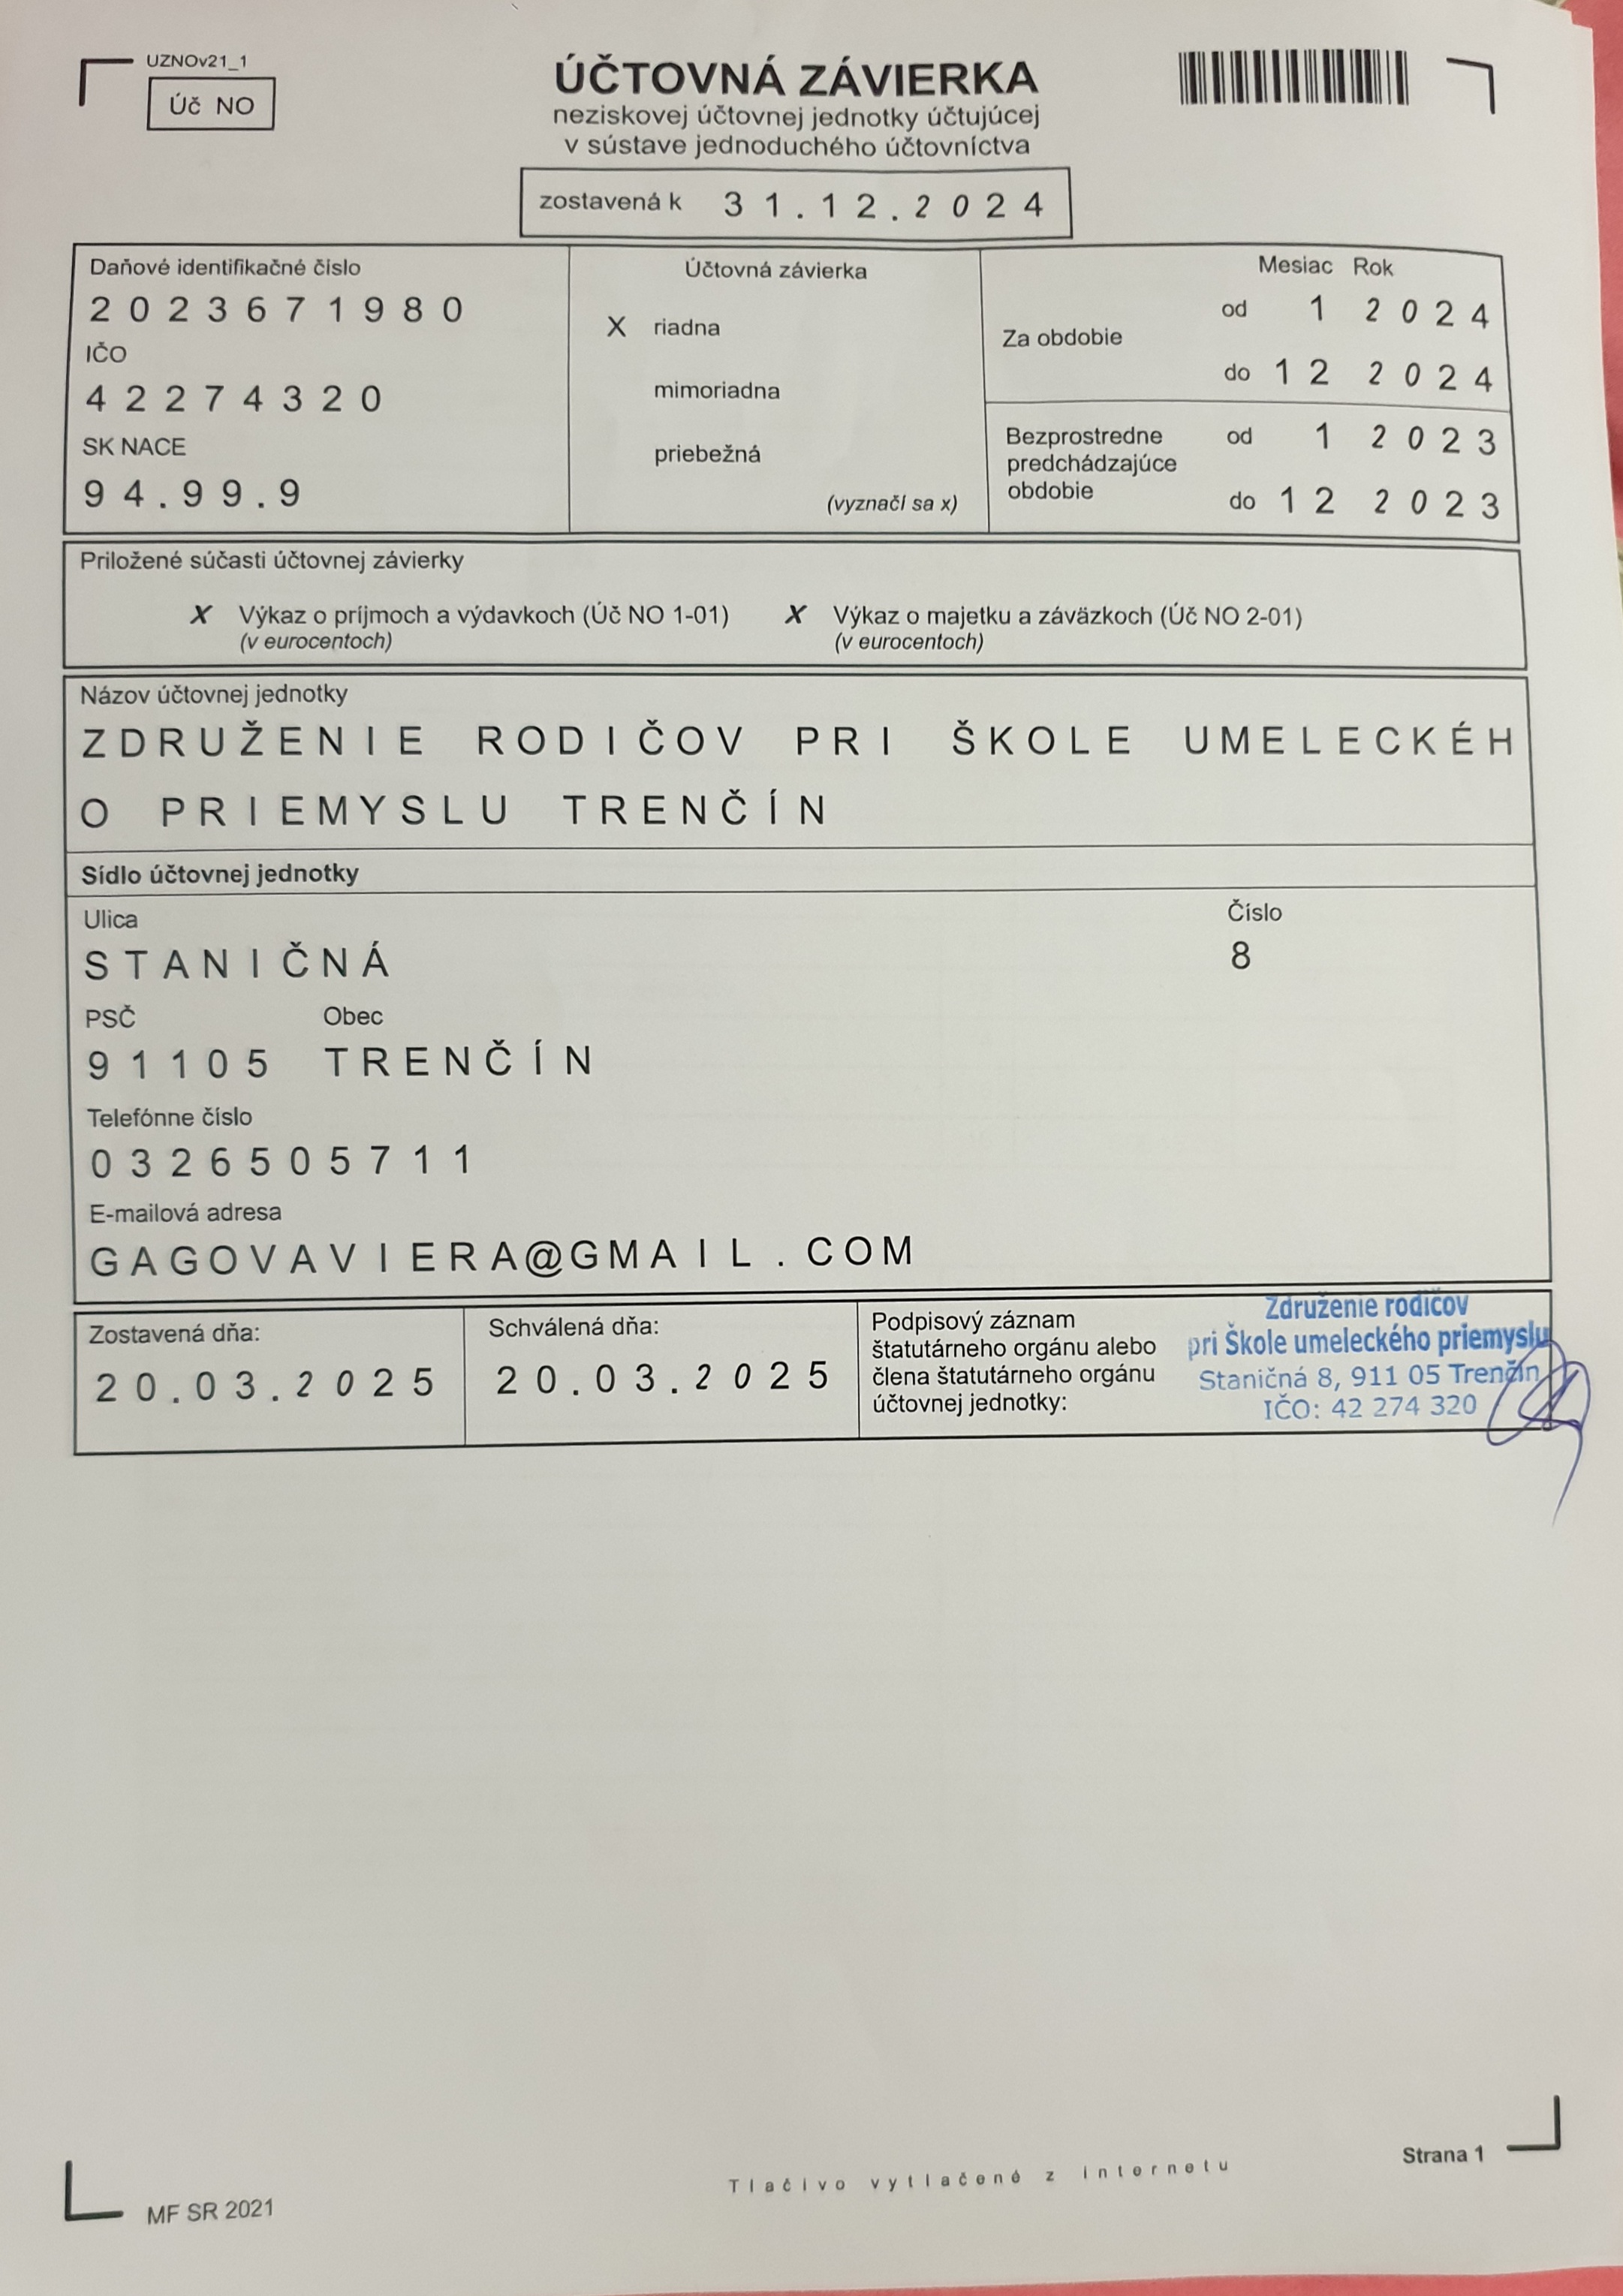 UZNOv21_1
Úč NO
ÚČTOVNÁ ZÁVIERKA
neziskovej účtovnej jednotky účtujúcej
v sústave jednoduchého účtovníctva
zostavená k 31.12.2024
Daňové identifikačné číslo
2023671980
IČO
42274320
SK NACE
94.99.9
Účtovná závierka
X riadna
mimoriadna
priebežná
(vyznačí sa x)
Mesiac Rok
Za obdobie
od 1 2024
do 12 2024
Bezprostredne
predchádzajúce
obdobie
od 1 2023
do 12 2023
Priložené súčasti účtovnej závierky
X Výkaz o príjmoch a výdavkoch (Úč NO 1-01)
(v eurocentoch)
X Výkaz o majetku a záväzkoch (Úč NO 2-01)
(v eurocentoch)
Názov účtovnej jednotky
ZDRUŽENIE RODIČOV PRI ŠKOLE UMELECKÉH
O PRIEMYSLU TRENČÍN
Sídlo účtovnej jednotky
Ulica Číslo
STANIČNÁ 8
PSČ Obec
91105 TRENČÍN
Telefónne číslo
0326505711
E-mailová adresa
GAGOVAVIERA@GMAIL.COM
Zostavená dňa:
20.03.2025
Schválená dňa:
20.03.2025
Podpisový záznam
štatutárneho orgánu alebo
člena štatutárneho orgánu
účtovnej jednotky:
Združenie rodičov
pri Škole umeleckého priemyslu
Staničná 8, 911 05 Trenčín
IČO: 42 274 320
Tlačivo vytlačené z internetu
Strana 1
MF SR 2021